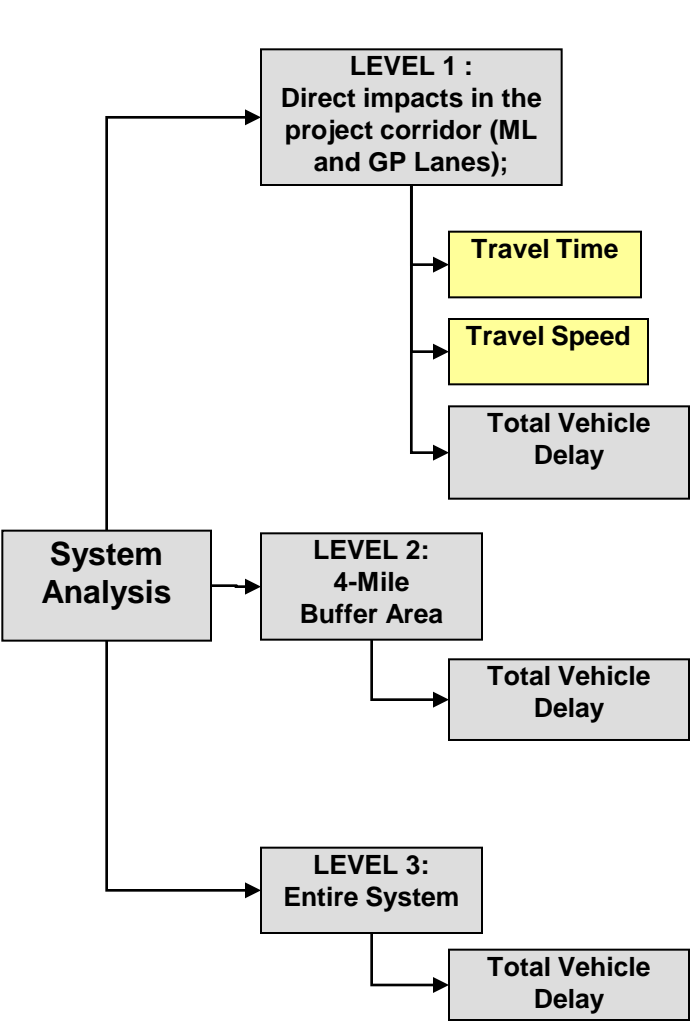 LEVEL 1 :
Direct impacts in the
project corridor (ML
and GP Lanes);
Travel Time
Travel Speed
Total Vehicle
Delay
System
Analysis
LEVEL 2:
4-Mile
Buffer Area
Total Vehicle
Delay
LEVEL 3:
Entire System
Total Vehicle
Delay